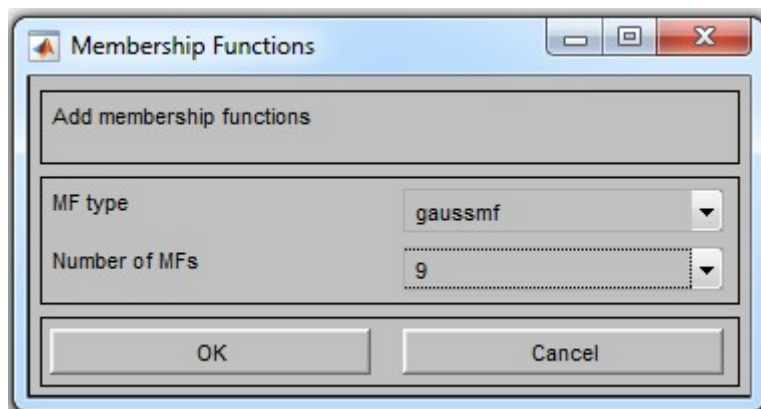 Membership Functions
Add membership functions
MF type gaussmf
Number of MFs 9
OK Cancel